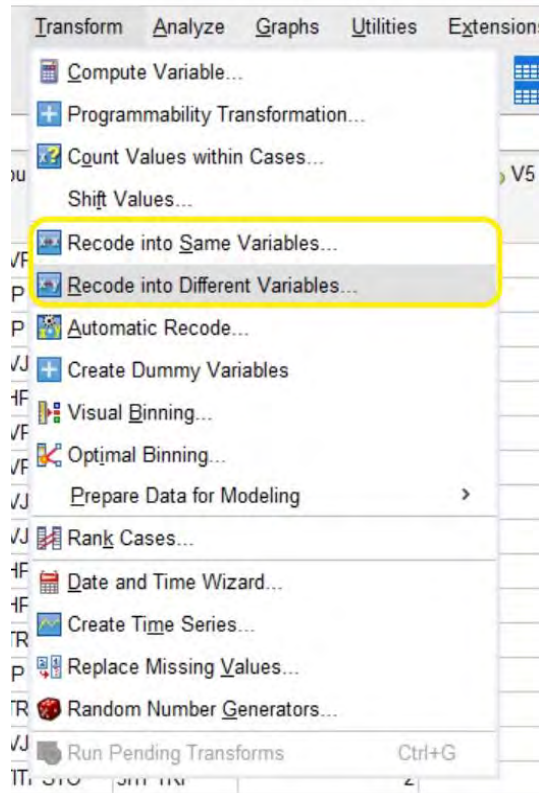 Transform Analyze Graphs Utilities Extensions
Compute Variable...
Programmability Transformation...
Count Values within Cases...
V5
Shift Values...
Recode into Same Variables...
Recode into Different Variables...
Automatic Recode...
Create Dummy Variables
Visual Binning...
Optimal Binning...
Prepare Data for Modeling >
Rank Cases...
Date and Time Wizard...
Create Time Series...
Replace Missing Values...
Random Number Generators...
Run Pending Transforms Ctrl+G